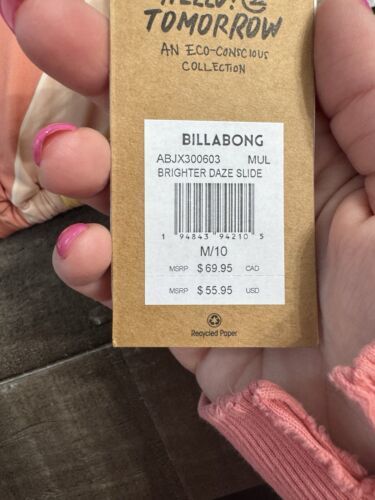 TOMORROW
AN ECO-CONSCIOUS
COLLECTION
BILLABONG
ABJX300603 MUL
BRIGHTER DAZE SLIDE
1 94843 94210 5
M/10
MSRP $69.95 CAD
MSRP $55.95 USD
Recycled Paper